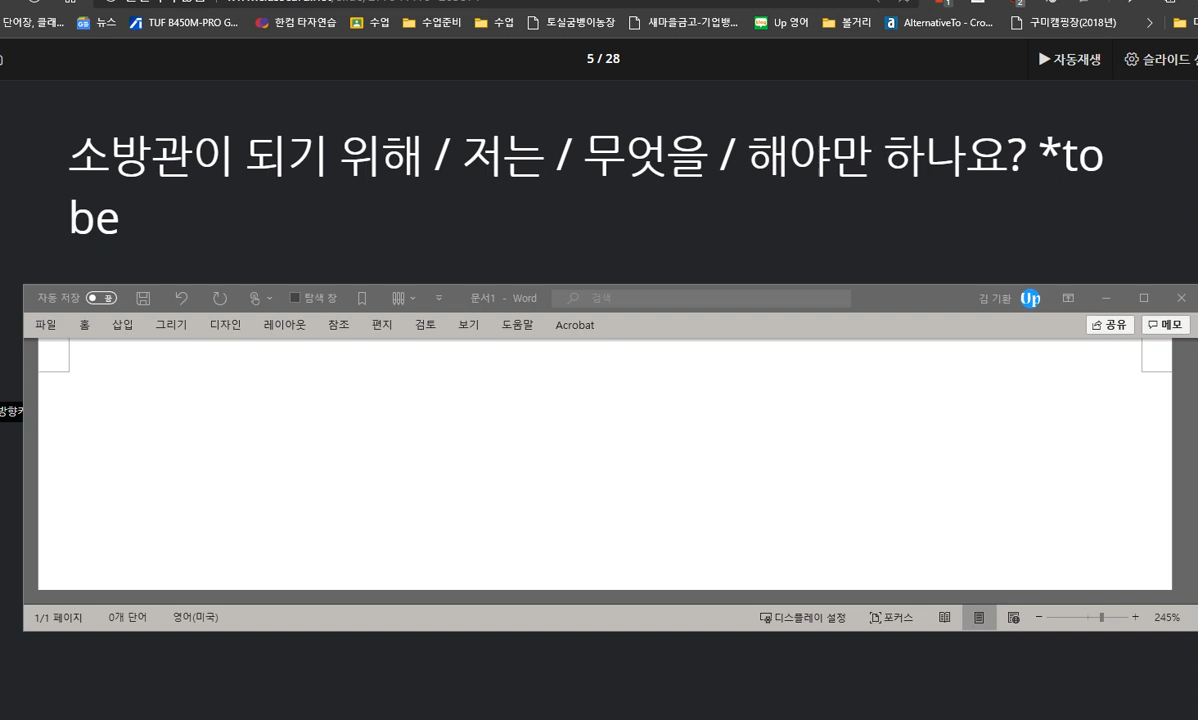 단어장, 클래... 뉴스 TUF B450M-PRO G... 한컴 타자연습 수업 수업준비 수업 토실굼벵이농장 새마을금고-기업뱅... Up 영어 볼거리 AlternativeTo - Cro... 구미캠핑장(2018년)
5 / 28
자동재생 슬라이드
소방관이 되기 위해 / 저는 / 무엇을 / 해야만 하나요? *to
be
자동 저장 끔 탐색 창 문서1 - Word 검색 김 기환 Up
파일 홈 삽입 그리기 디자인 레이아웃 참조 편지 검토 보기 도움말 Acrobat 공유 메모
방향키
1/1 페이지 0개 단어 영어(미국) 디스플레이 설정 포커스 245%